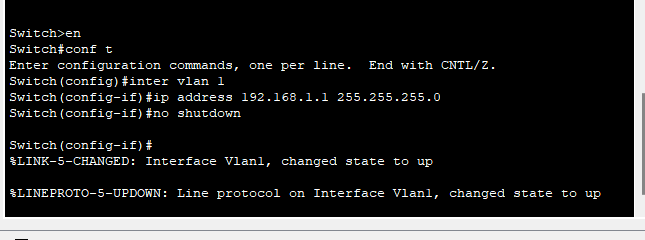 Switch>en
Switch#conf t
Enter configuration commands, one per line.  End with CNTL/Z.
Switch(config)#inter vlan 1
Switch(config-if)#ip address 192.168.1.1 255.255.255.0
Switch(config-if)#no shutdown
Switch(config-if)#
%LINK-5-CHANGED: Interface Vlan1, changed state to up
%LINEPROTO-5-UPDOWN: Line protocol on Interface Vlan1, changed state to up